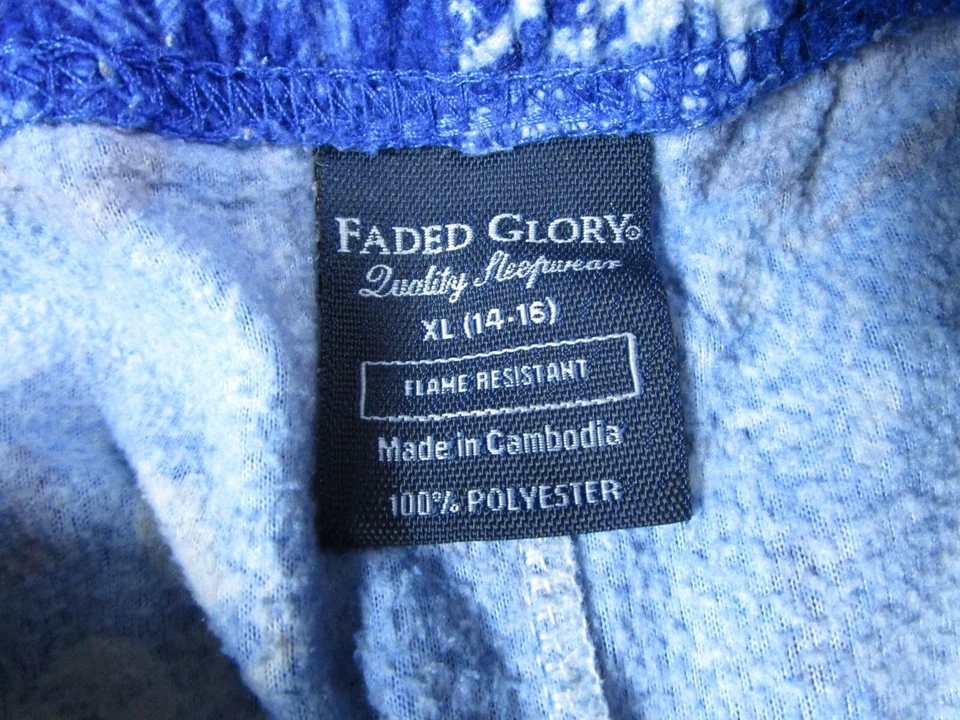 FADED GLORY®
Quality Sleepwear
XL (14-16)
FLAME RESISTANT
Made in Cambodia
100% POLYESTER